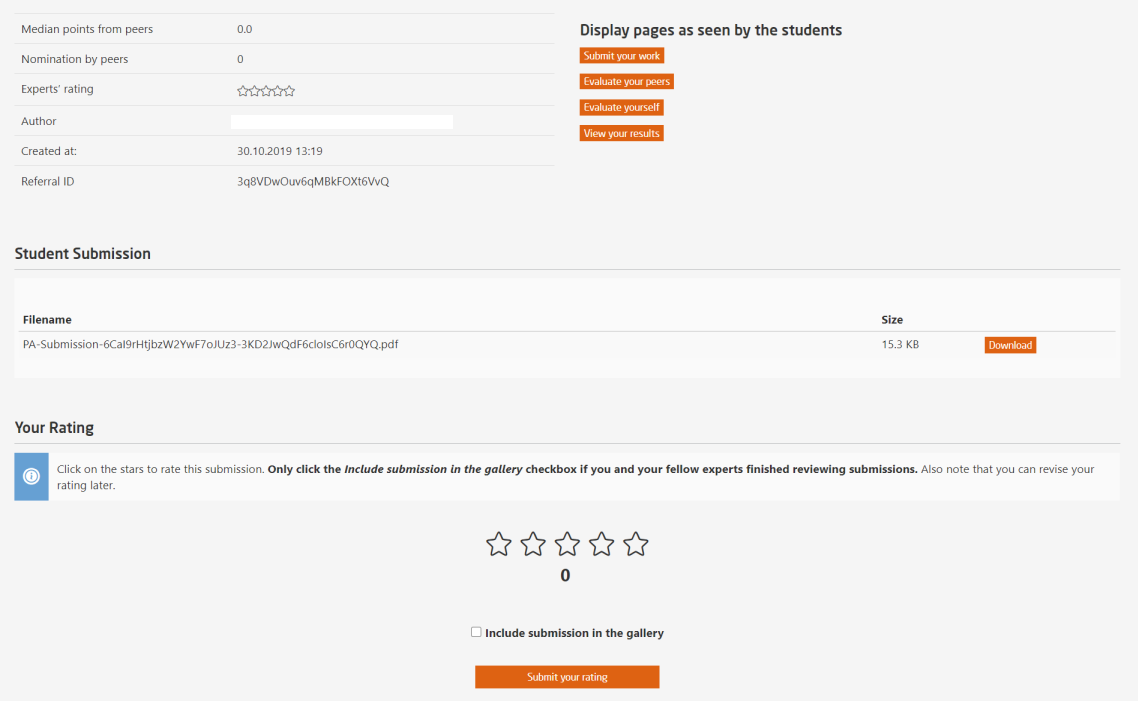 Median points from peers 0.0
Nomination by peers 0
Experts' rating
Author
Created at: 30.10.2019 13:19
Referral ID 3q8VDwOuv6qMBkFOXt6VvQ
Display pages as seen by the students
Submit your work
Evaluate your peers
Evaluate yourself
View your results
Student Submission
Filename Size
PA-Submission-6CaI9rHtjbzW2YwF7oJUz3-3KD2JwQdF6cloIsC6r0QYQ.pdf 15.3 KB Download
Your Rating
Click on the stars to rate this submission. Only click the Include submission in the gallery checkbox if you and your fellow experts finished reviewing submissions. Also note that you can revise your
rating later.
0
Include submission in the gallery
Submit your rating